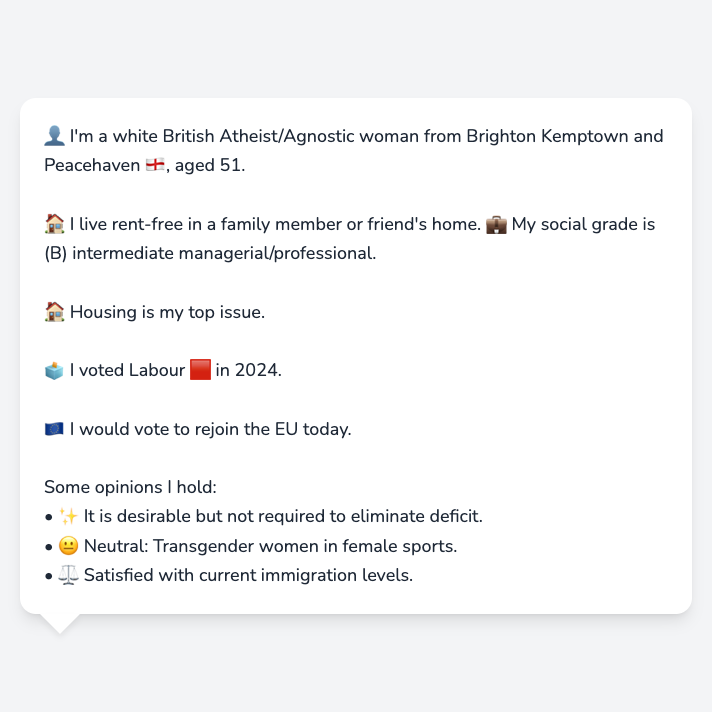 👤 I'm a white British Atheist/Agnostic woman from Brighton Kemptown and
Peacehaven 🏴󠁧󠁢󠁥󠁮󠁧󠁿, aged 51.
🏠 I live rent-free in a family member or friend's home. 💼 My social grade is
(B) intermediate managerial/professional.
🏠 Housing is my top issue.
🗳️ I voted Labour 🟥 in 2024.
🇪🇺 I would vote to rejoin the EU today.
Some opinions I hold:
• ✨ It is desirable but not required to eliminate deficit.
• 😐 Neutral: Transgender women in female sports.
• ⚖️ Satisfied with current immigration levels.